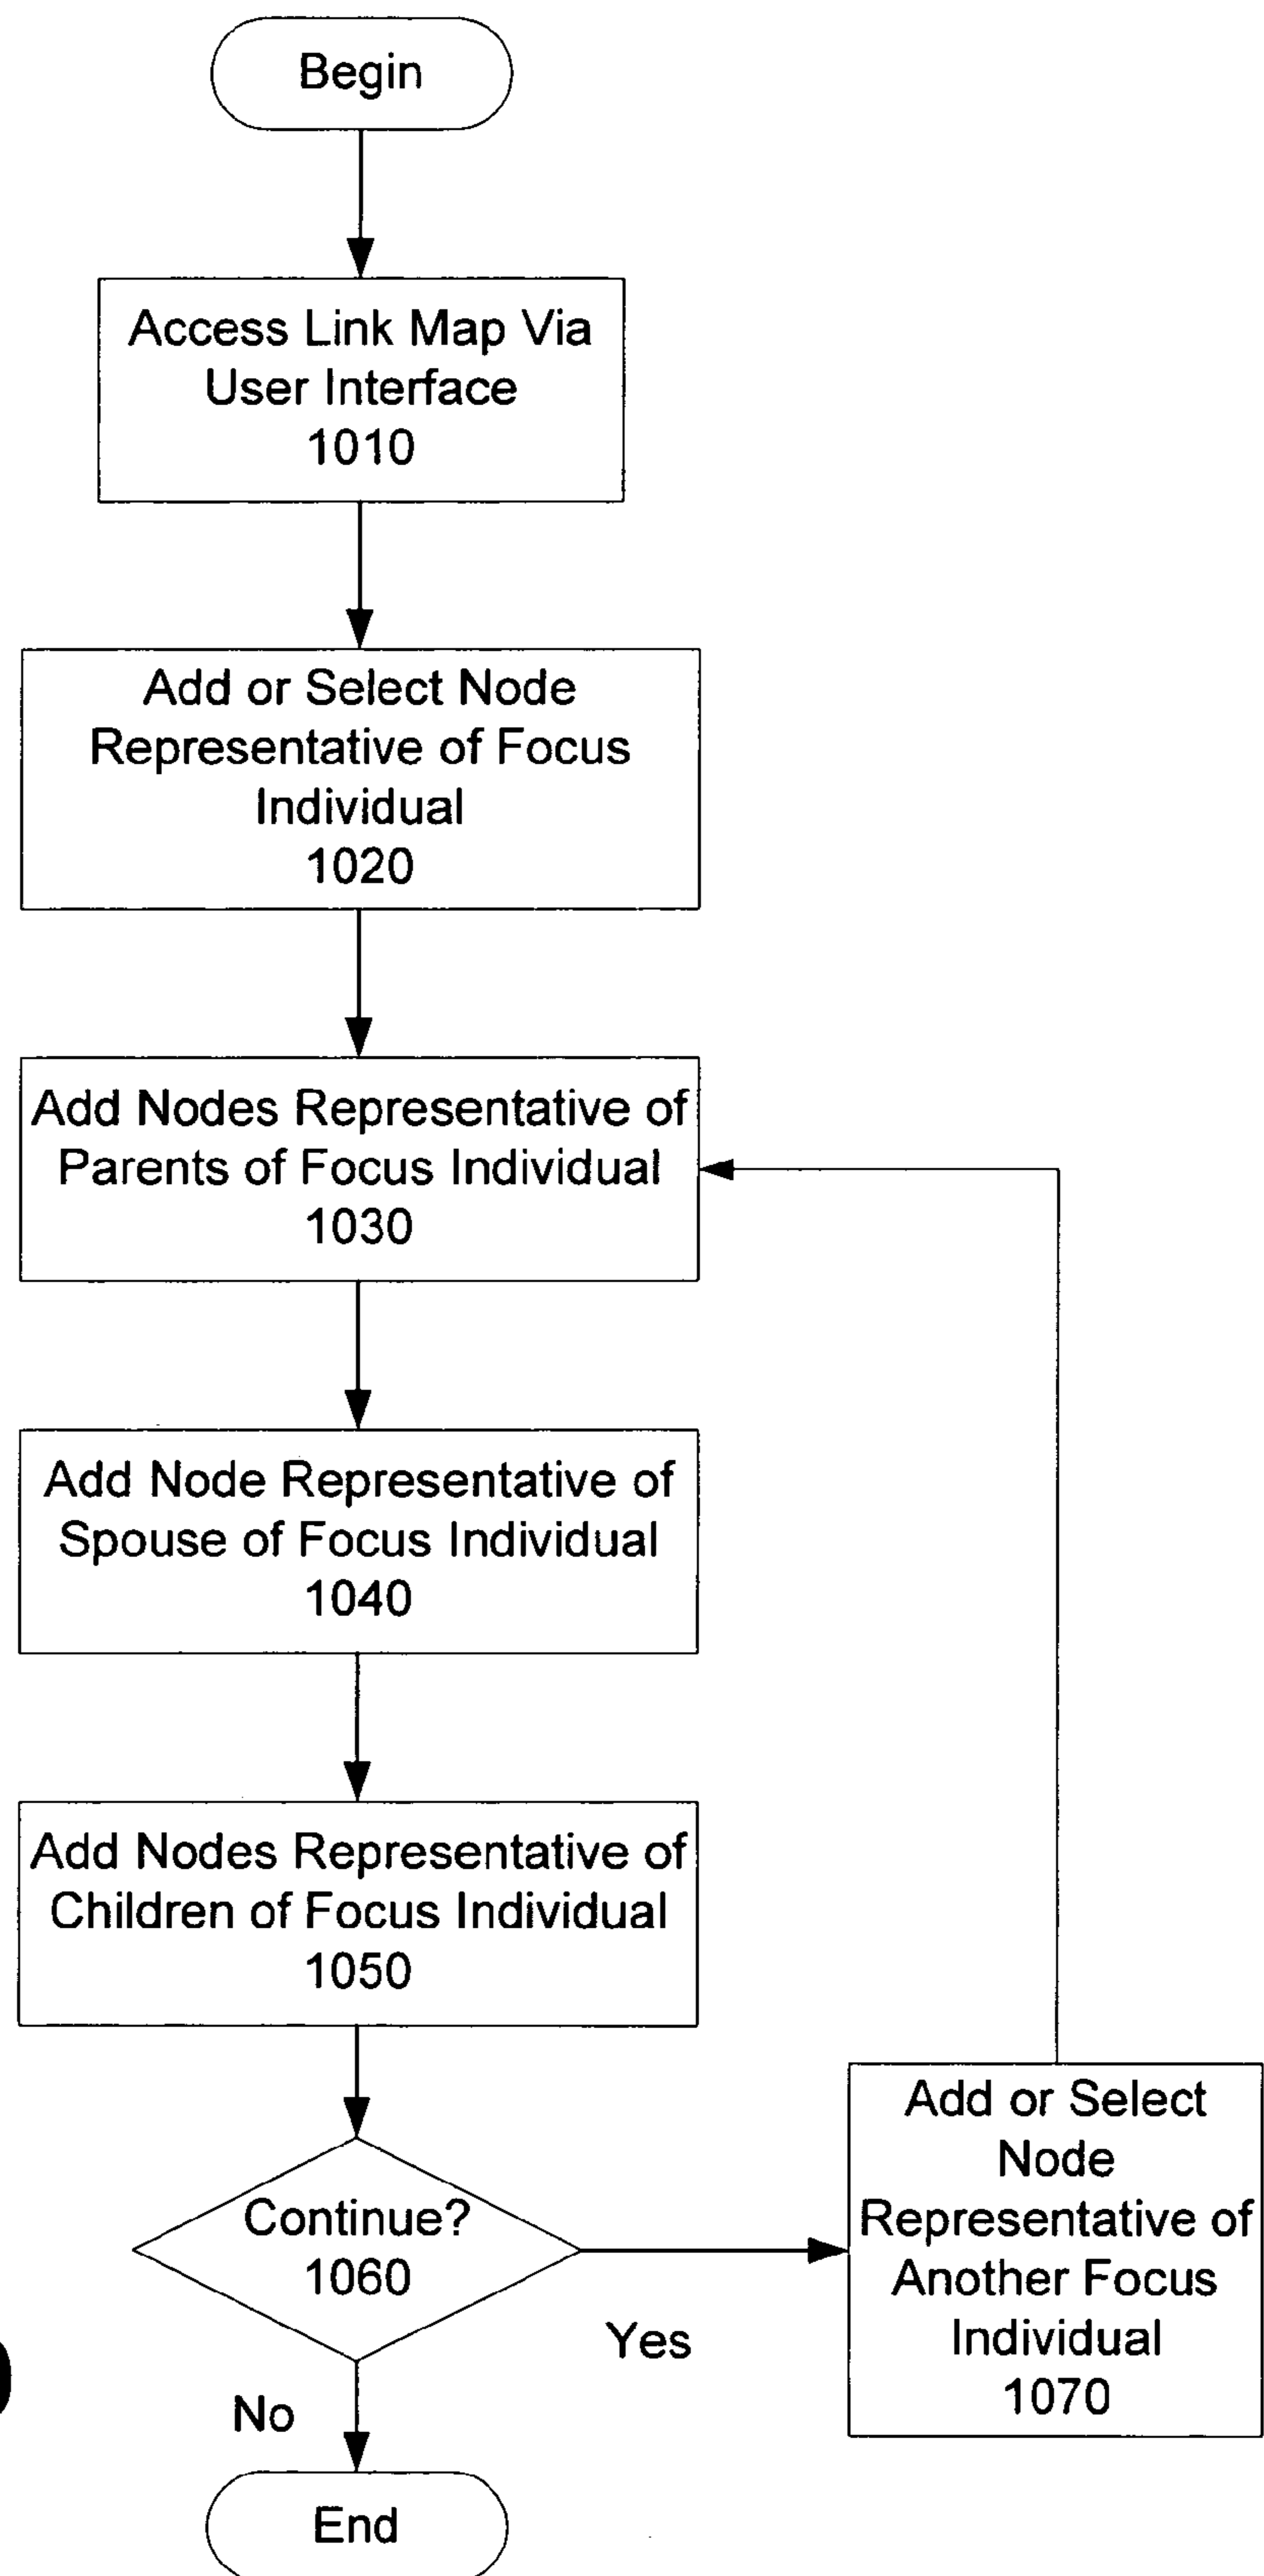 Begin
Access Link Map Via
User Interface
1010
Add or Select Node
Representative of Focus
Individual
1020
Add Nodes Representative of
Parents of Focus Individual
1030
Add Node Representative of
Spouse of Focus Individual
1040
Add Nodes Representative of
Children of Focus Individual
1050
Continue?
1060
Yes
No
Add or Select
Node
Representative of
Another Focus
Individual
1070
End